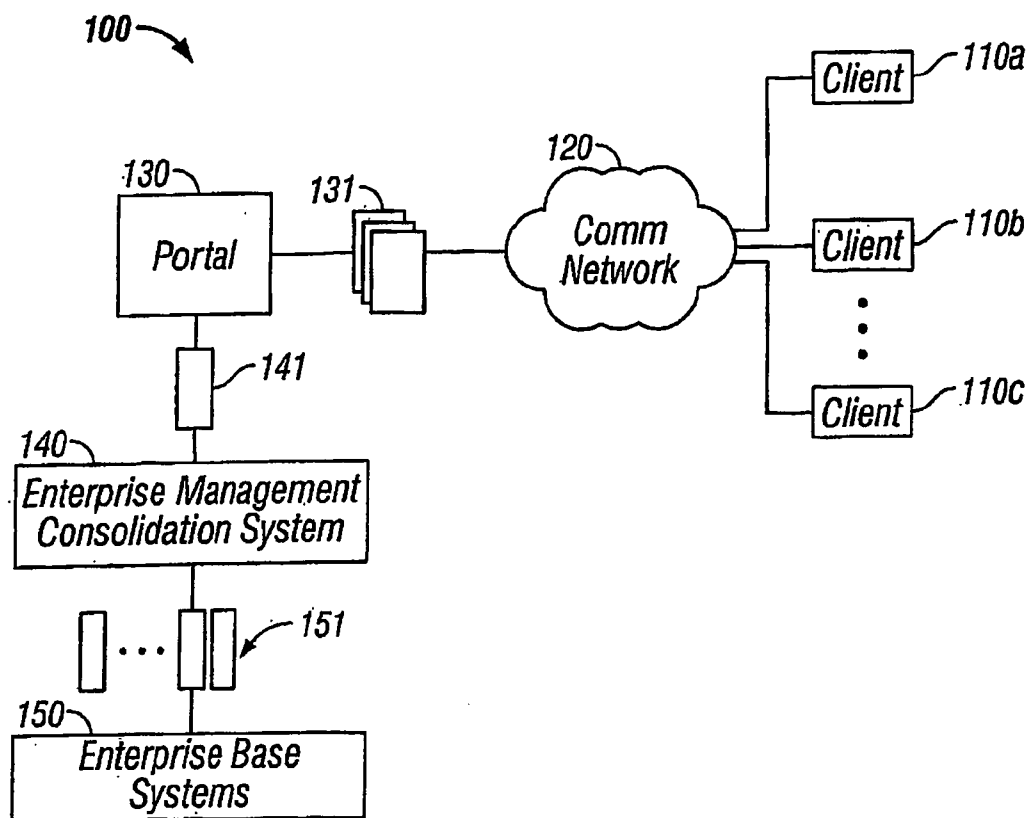 100
110a
Client
120
130
131
Comm
Network
110b
Client
Portal
141
110c
Client
140
Enterprise Management
Consolidation System
151
150
Enterprise Base
Systems